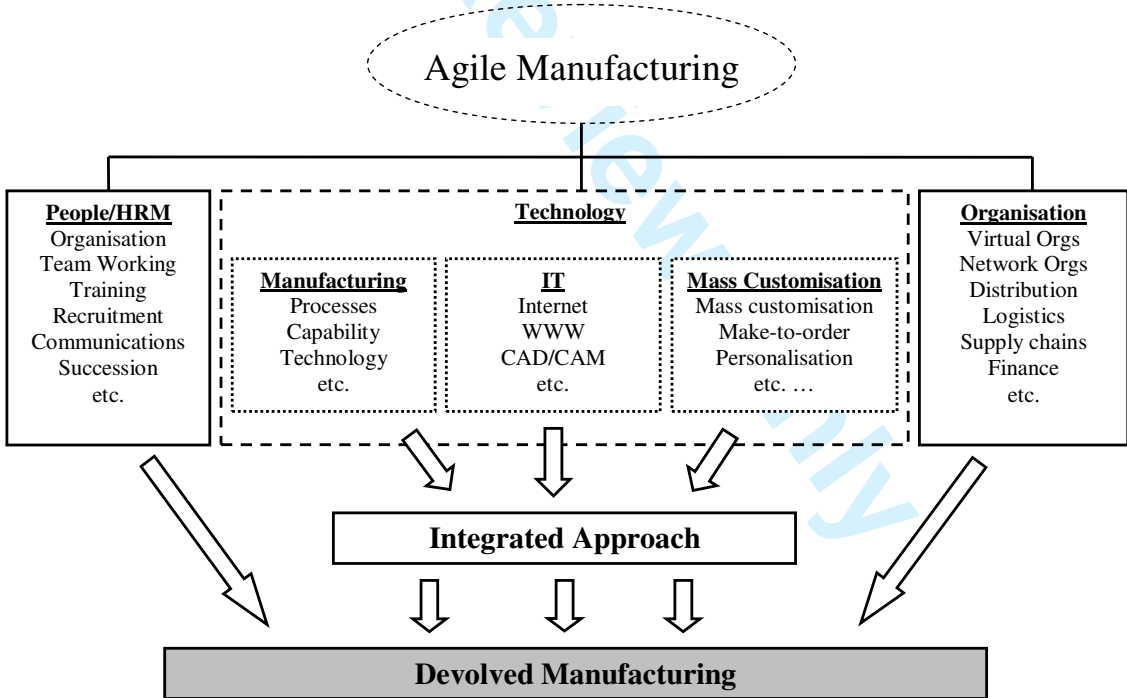 Agile Manufacturing
People/HRM
Organisation
Team Working
Training
Recruitment
Communications
Succession
etc.
Technology
Manufacturing
Processes
Capability
Technology
etc.
IT
Internet
WWW
CAD/CAM
etc.
Mass Customisation
Mass customisation
Make-to-order
Personalisation
etc. …
Organisation
Virtual Orgs
Network Orgs
Distribution
Logistics
Supply chains
Finance
etc.
Integrated Approach
Devolved Manufacturing